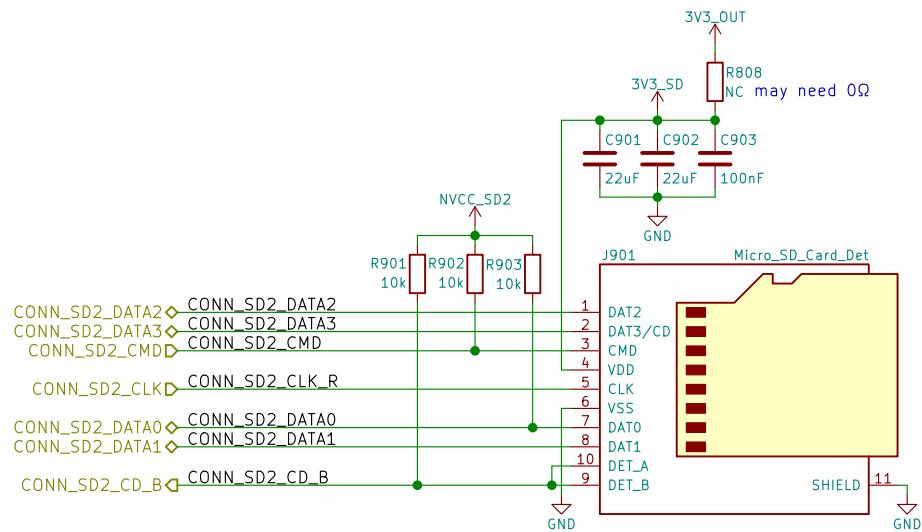 3V3_OUT
R808
NC may need 0Ω
3V3_SD
C901 C902 C903
22uF 22uF 100nF
GND
NVCC_SD2
R901 R902 R903
10k 10k 10k
J901 Micro_SD_Card_Det
CONN_SD2_DATA2 CONN_SD2_DATA2 1 DAT2
CONN_SD2_DATA3 CONN_SD2_DATA3 2 DAT3/CD
CONN_SD2_CMD CONN_SD2_CMD 3 CMD
4 VDD
CONN_SD2_CLK CONN_SD2_CLK_R 5 CLK
6 VSS
CONN_SD2_DATA0 CONN_SD2_DATA0 7 DAT0
CONN_SD2_DATA1 CONN_SD2_DATA1 8 DAT1
10 DET_A
CONN_SD2_CD_B CONN_SD2_CD_B 9 DET_B
SHIELD 11
GND GND